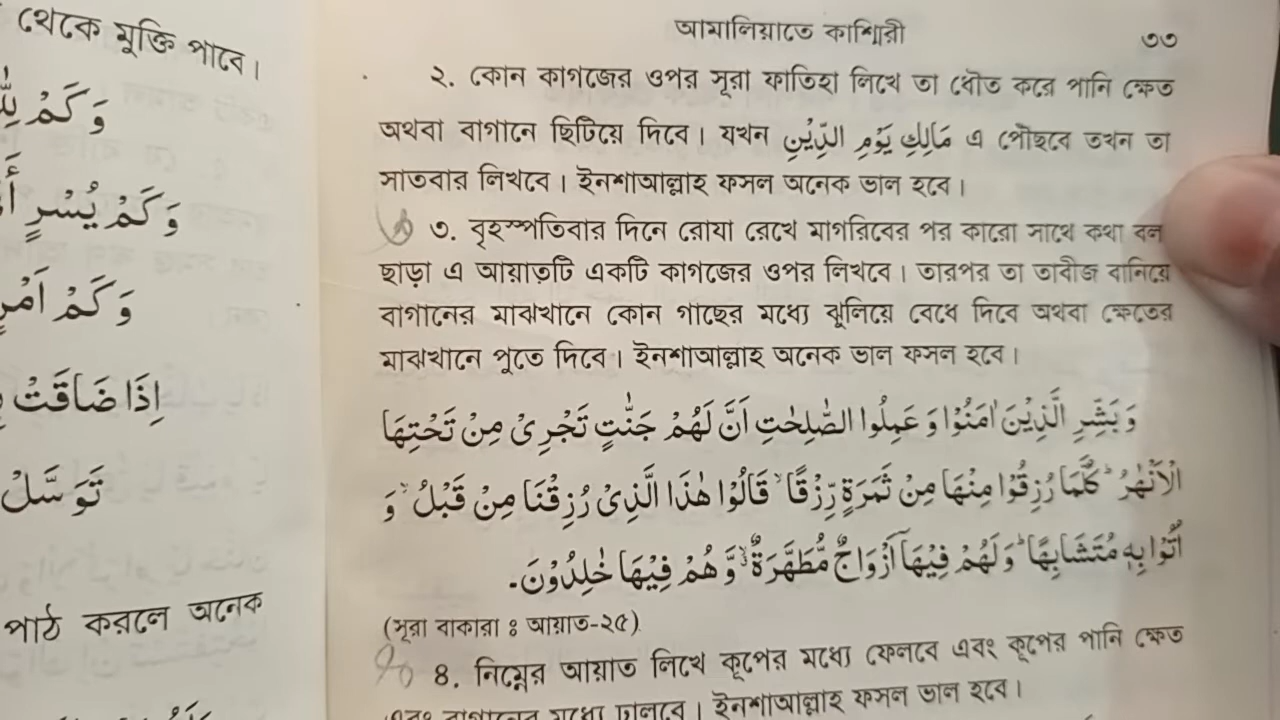 থেকে মুক্তি পাবে।
وَكَمْ لِلّٰ
وَكَمْ يُسْرٍ أَ
وَكَمْ اَمْرٍ
اِذَا ضَاقَتْ
تَوَسَّلْ
পাঠ করলে অনেক
আমালিয়াতে কাশ্মিরী ৩৩
২. কোন কাগজের ওপর সূরা ফাতিহা লিখে তা ধৌত করে পানি ক্ষেত
অথবা বাগানে ছিটিয়ে দিবে। যখন مَالِكِ يَوْمِ الدِّيْنِ এ পৌছবে তখন তা
সাতবার লিখবে। ইনশাআল্লাহ ফসল অনেক ভাল হবে।
৩. বৃহস্পতিবার দিনে রোযা রেখে মাগরিবের পর কারো সাথে কথা বলা
ছাড়া এ আয়াতটি একটি কাগজের ওপর লিখবে। তারপর তা তাবীজ বানিয়ে
বাগানের মাঝখানে কোন গাছের মধ্যে ঝুলিয়ে বেধে দিবে অথবা ক্ষেতের
মাঝখানে পুতে দিবে। ইনশাআল্লাহ অনেক ভাল ফসল হবে।
وَبَشِّرِ الَّذِيْنَ اٰمَنُوْا وَعَمِلُوا الصّٰلِحٰتِ اَنَّ لَهُمْ جَنّٰتٍ تَجْرِىْ مِنْ تَحْتِهَا
الْاَنْهٰرُ ؕ كُلَّمَا رُزِقُوْا مِنْهَا مِنْ ثَمَرَةٍ رِّزْقًا ۙ قَالُوْا هٰذَا الَّذِىْ رُزِقْنَا مِنْ قَبْلُ ۙ وَ
اُتُوْا بِهٖ مُتَشَابِهًا ؕ وَلَهُمْ فِيْهَآ اَزْوَاجٌ مُّطَهَّرَةٌ ۙ وَّهُمْ فِيْهَا خٰلِدُوْنَ۔
(সূরা বাকারা ঃ আয়াত-২৫)
৪. নিম্নের আয়াত লিখে কূপের মধ্যে ফেলবে এবং কূপের পানি ক্ষেত
এবং বাগানের মধ্যে ঢালবে। ইনশাআল্লাহ ফসল ভাল হবে।